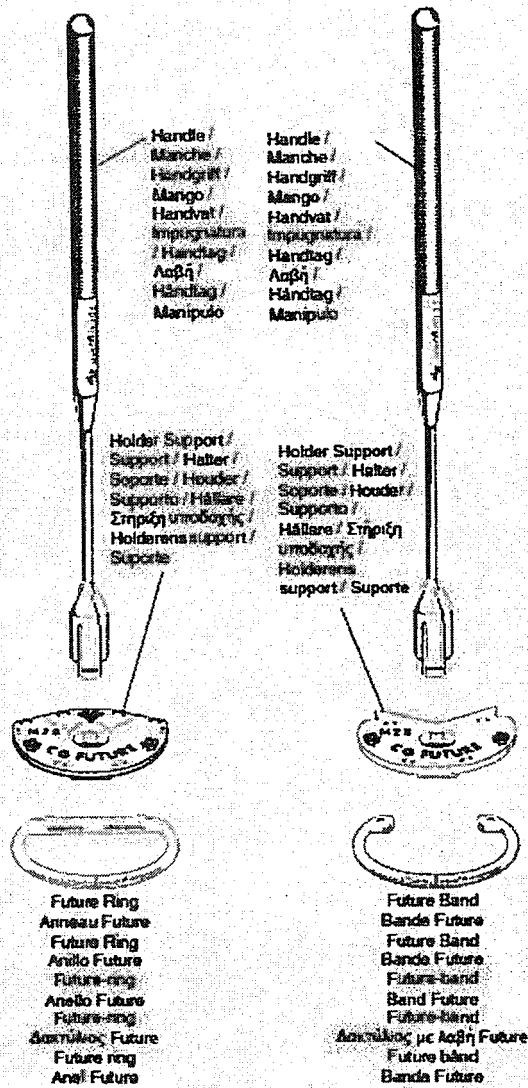 Handle /
Manche /
Handgriff /
Mango /
Handvat /
Impugnatura
/ Handtag /
Λαβή /
Håndtag /
Manipulo
Handle /
Manche /
Handgriff /
Mango /
Handvat /
Impugnatura /
Handtag /
Λαβή /
Håndtag /
Manipulo
Holder Support /
Support / Halter /
Soporte / Houder /
Supporto / Hållare /
Στήριξη υποδοχής /
Holderens support /
Suporte
Holder Support /
Support / Halter /
Soporte / Houder /
Supporto /
Hållare / Στήριξη
υποδοχής /
Holderens
support / Suporte
CG FUTURE
CG FUTURE
Future Ring
Anneau Future
Future Ring
Anillo Future
Future-ring
Anello Future
Future-ring
Δακτύλιος Future
Future ring
Anel Future
Future Band
Bande Future
Future Band
Banda Future
Future-band
Band Future
Future-band
Δακτύλιος με λαβή Future
Future bånd
Banda Future